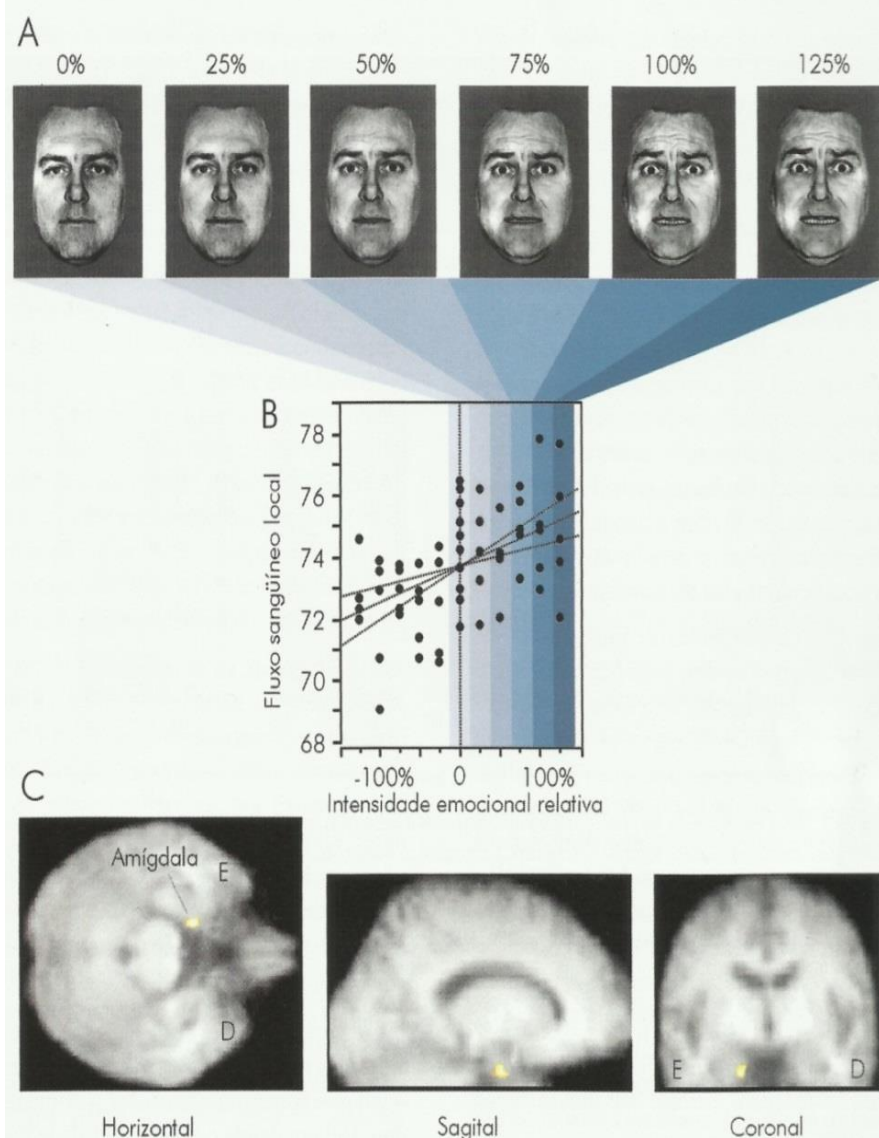 A
0% 25% 50% 75% 100% 125%
B
78
76
74
72
70
68
Fluxo sangüíneo local
-100% 0 100%
Intensidade emocional relativa
C
Amígdala
E
D
E
D
Horizontal Sagital Coronal